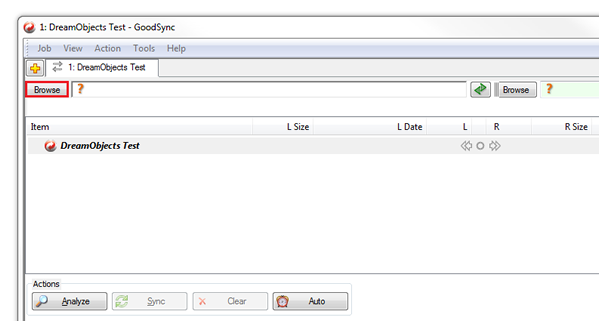 1: DreamObjects Test - GoodSync
Job View Action Tools Help
1: DreamObjects Test
Browse ? Browse ?
Item L Size L Date L R R Size
DreamObjects Test
Actions
Analyze Sync Clear Auto